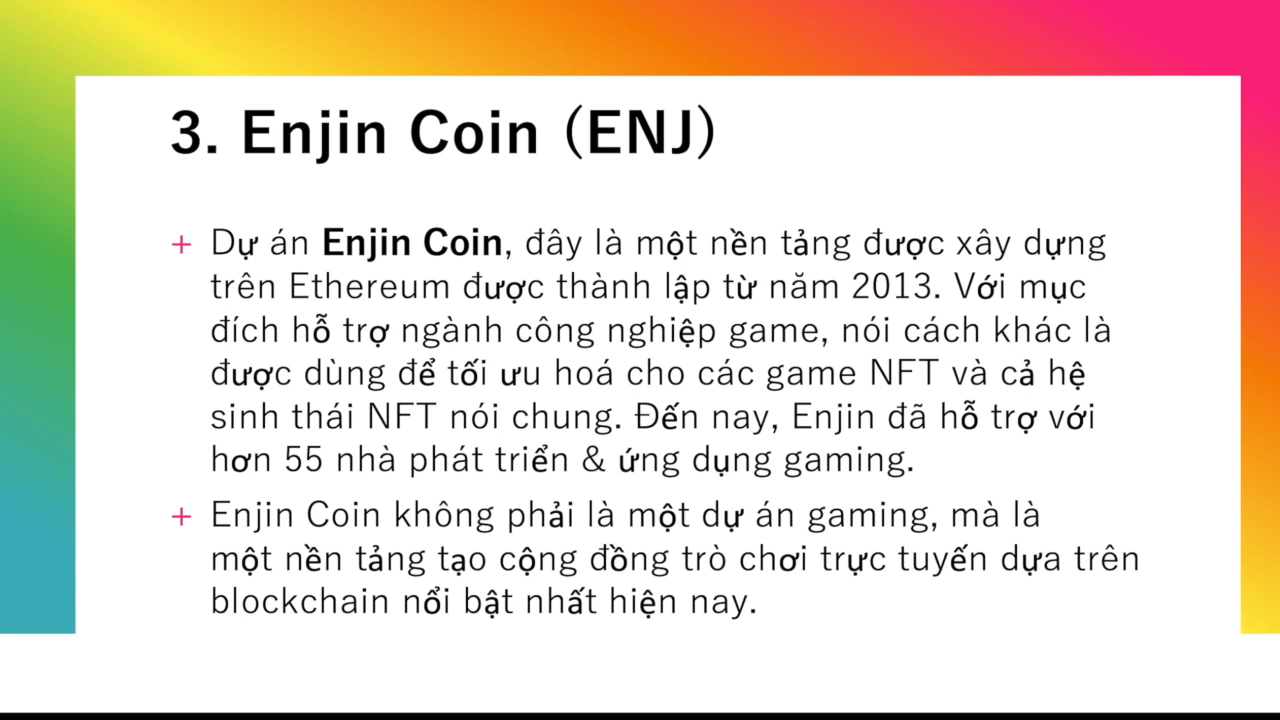 3. Enjin Coin (ENJ)
+ Dự án Enjin Coin, đây là một nền tảng được xây dựng
trên Ethereum được thành lập từ năm 2013. Với mục
đích hỗ trợ ngành công nghiệp game, nói cách khác là
được dùng để tối ưu hoá cho các game NFT và cả hệ
sinh thái NFT nói chung. Đến nay, Enjin đã hỗ trợ với
hơn 55 nhà phát triển & ứng dụng gaming.
+ Enjin Coin không phải là một dự án gaming, mà là
một nền tảng tạo cộng đồng trò chơi trực tuyến dựa trên
blockchain nổi bật nhất hiện nay.